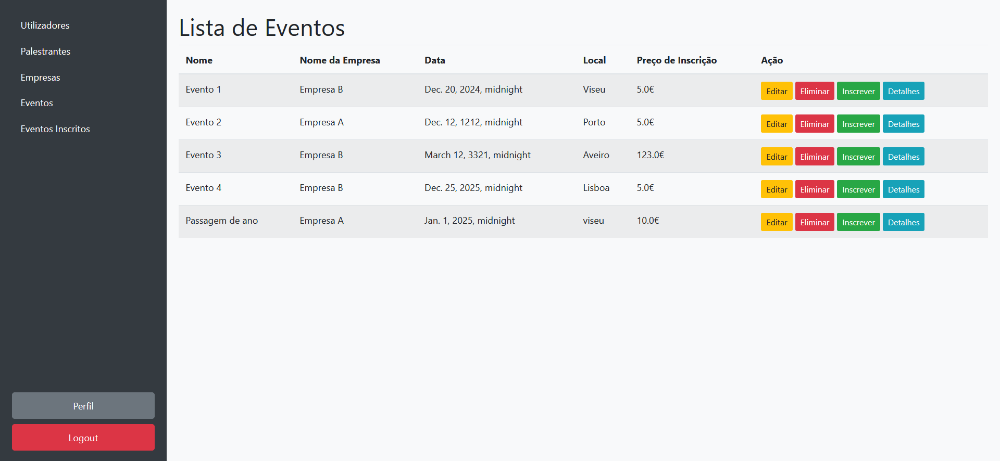 Utilizadores
Palestrantes
Empresas
Eventos
Eventos Inscritos
Perfil
Logout
Lista de Eventos
Nome Nome da Empresa Data Local Preço de Inscrição Ação
Evento 1 Empresa B Dec. 20, 2024, midnight Viseu 5.0€ Editar Eliminar Inscrever Detalhes
Evento 2 Empresa A Dec. 12, 1212, midnight Porto 5.0€ Editar Eliminar Inscrever Detalhes
Evento 3 Empresa B March 12, 3321, midnight Aveiro 123.0€ Editar Eliminar Inscrever Detalhes
Evento 4 Empresa B Dec. 25, 2025, midnight Lisboa 5.0€ Editar Eliminar Inscrever Detalhes
Passagem de ano Empresa A Jan. 1, 2025, midnight viseu 10.0€ Editar Eliminar Inscrever Detalhes